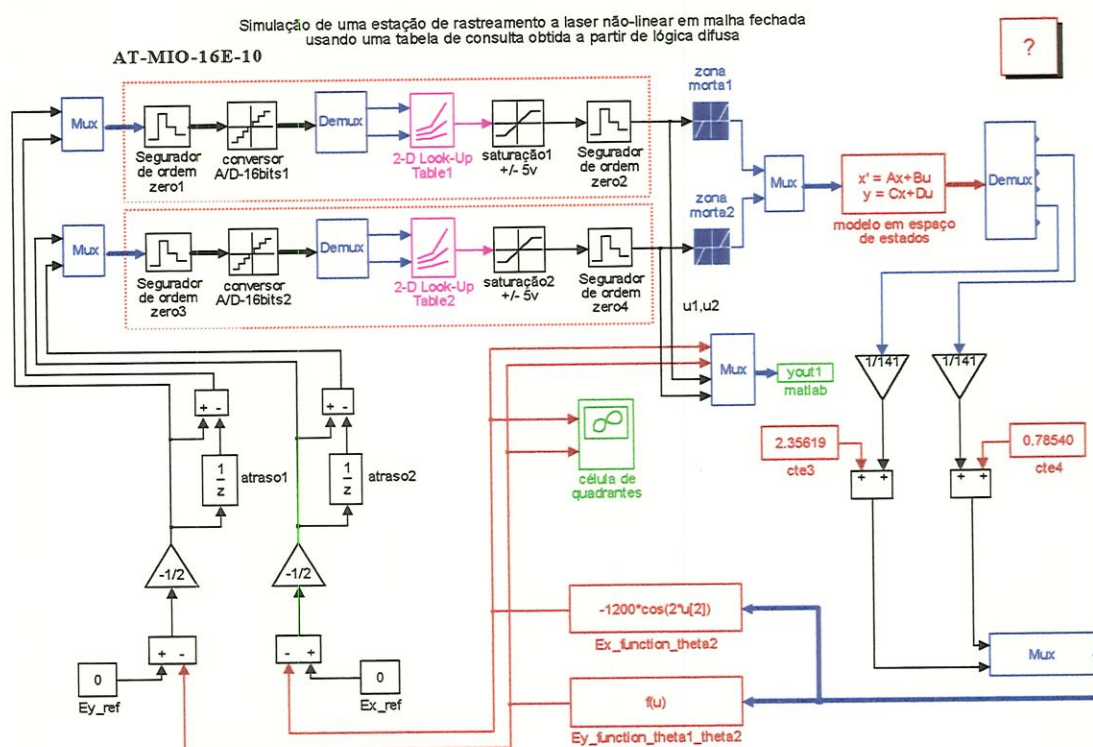 Simulação de uma estação de rastreamento a laser não-linear em malha fechada
usando uma tabela de consulta obtida a partir de lógica difusa
?
AT-MIO-16E-10
Mux
Segurador
de ordem
zero1
conversor
A/D-16bits1
Demux
2-D Look-Up
Table1
saturação1
+/- 5v
Segurador
de ordem
zero2
zona
morta1
Mux
x' = Ax+Bu
y = Cx+Du
modelo em espaço
de estados
Demux
Mux
Segurador
de ordem
zero3
conversor
A/D-16bits2
Demux
2-D Look-Up
Table2
saturação2
+/- 5v
Segurador
de ordem
zero4
zona
morta2
u1,u2
Mux
yout1
matlab
1/141
1/141
+ -
+ -
1
z
atraso1
1
z
atraso2
célula de
quadrantes
2.35619
cte3
0.78540
cte4
+ +
+ +
-1/2
-1/2
-1200*cos(2*u[2])
Ex_function_theta2
+ -
- +
0
Ey_ref
0
Ex_ref
f(u)
Ey_function_theta1_theta2
Mux